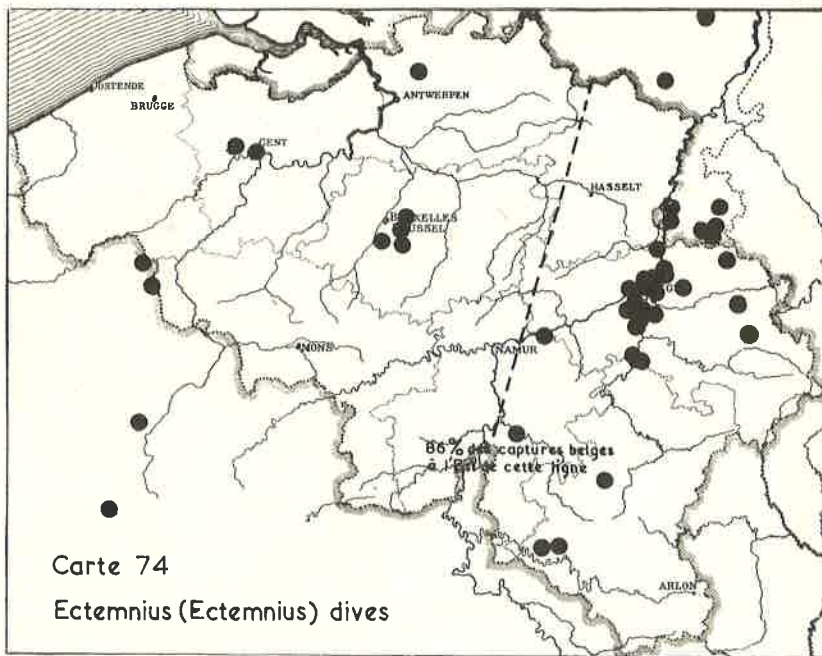 OSTENDE
BRUGGE
ANTWERPEN
GENT
HASSELT
BRUXELLES
BRUSSEL
MONS
NAMUR
86% des captures belges
à l'Est de cette ligne
ARLON
Carte 74
Ectemnius (Ectemnius) dives